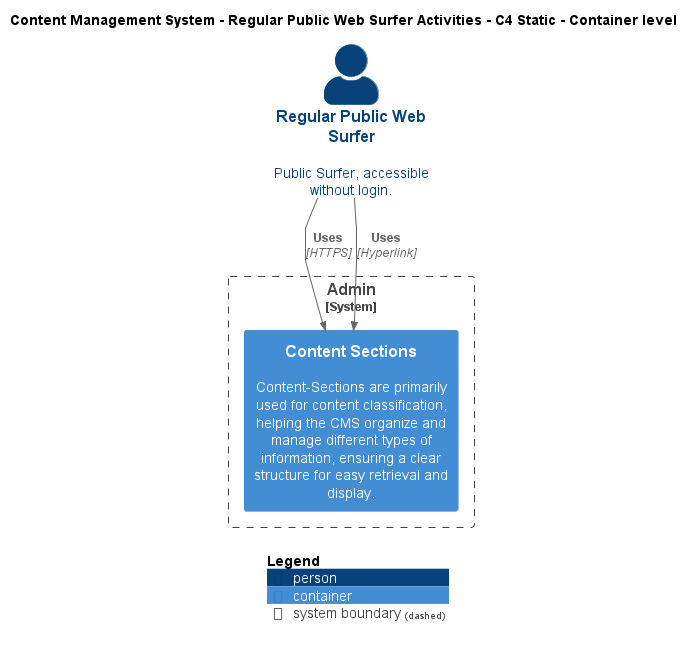 Content Management System - Regular Public Web Surfer Activities - C4 Static - Container level
Regular Public Web
Surfer
Public Surfer, accessible
without login.
Uses
[HTTPS]
Uses
[Hyperlink]
Admin
[System]
Content Sections
Content-Sections are primarily
used for content classification,
helping the CMS organize and
manage different types of
information, ensuring a clear
structure for easy retrieval and
display.
Legend
person
container
system boundary (dashed)